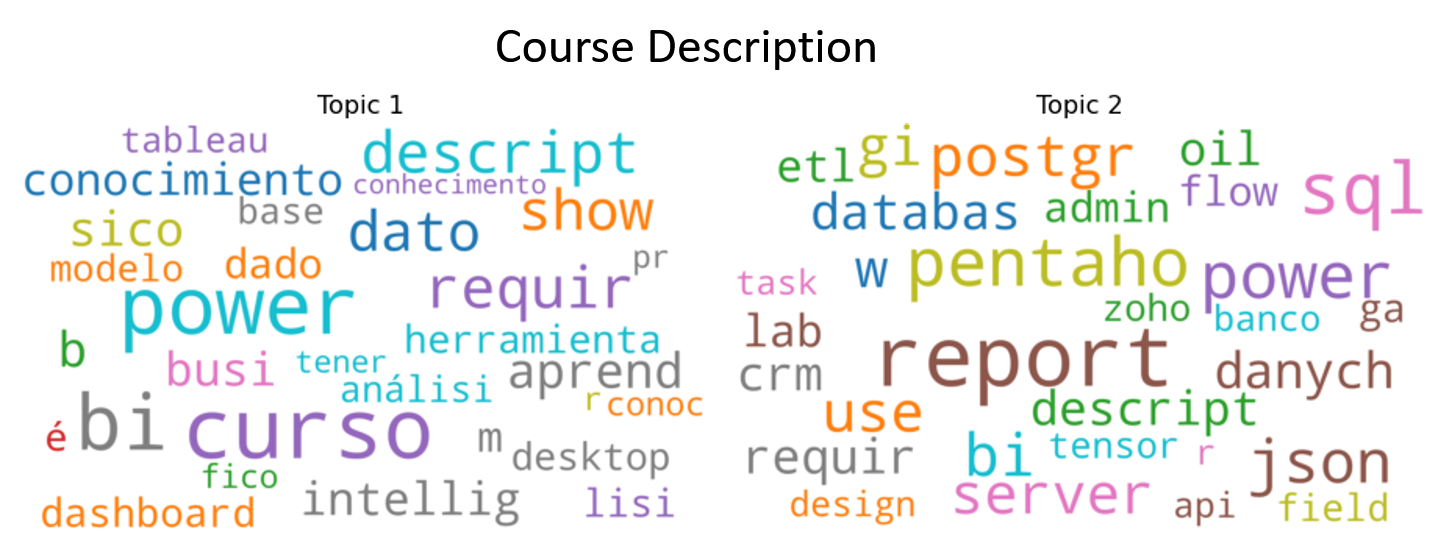 Course Description
Topic 1
tableau
descript
conocimiento
conhecimento
base
show
sico
dato
modelo
dado
pr
power
requir
b
herramienta
busi
tener
aprend
análisi
r
conoc
é
bi
curso
m
desktop
fico
dashboard
intellig
lisi
Topic 2
etl
gi
postgr
oil
flow
sql
databas
admin
w
pentaho
power
task
zoho
banco
ga
lab
report
crm
danych
use
descript
requir
bi
tensor
r
json
design
server
api
field